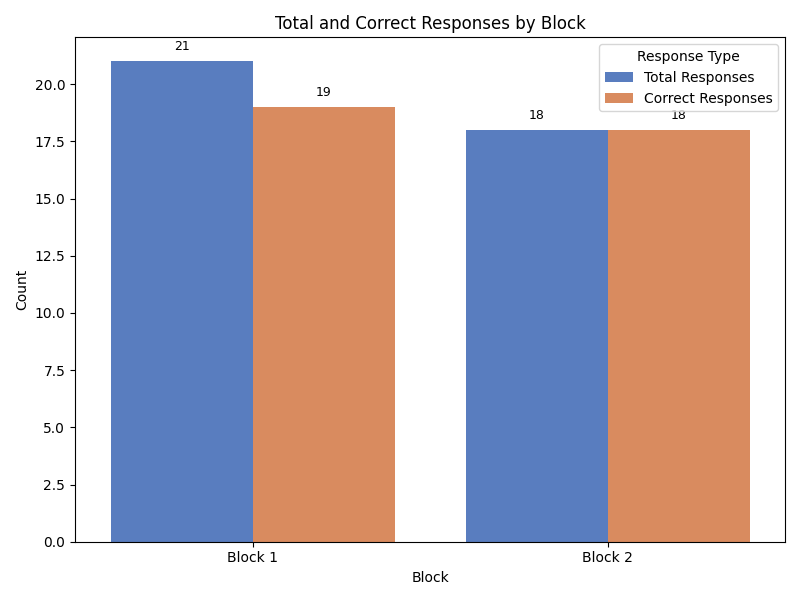 Total and Correct Responses by Block
21
19
18
18
Response Type
Total Responses
Correct Responses
20.0
17.5
15.0
12.5
10.0
7.5
5.0
2.5
0.0
Count
Block 1
Block 2
Block